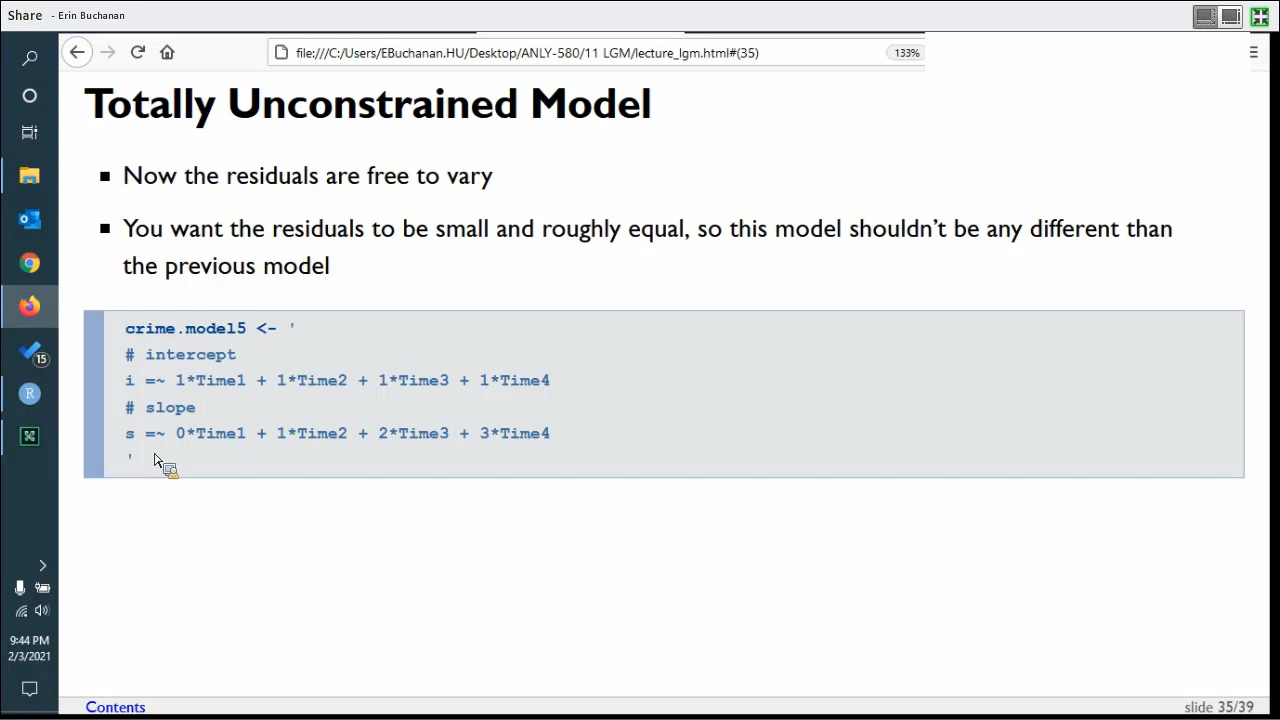 Share - Erin Buchanan
file:///C:/Users/EBuchanan.HU/Desktop/ANLY-580/11 LGM/lecture_lgm.html#(35)
133%
Totally Unconstrained Model
Now the residuals are free to vary
You want the residuals to be small and roughly equal, so this model shouldn't be any different than
the previous model
crime.model5 <- '
# intercept
i =~ 1*Time1 + 1*Time2 + 1*Time3 + 1*Time4
# slope
s =~ 0*Time1 + 1*Time2 + 2*Time3 + 3*Time4
'
15
R
9:44 PM
2/3/2021
Contents
slide 35/39